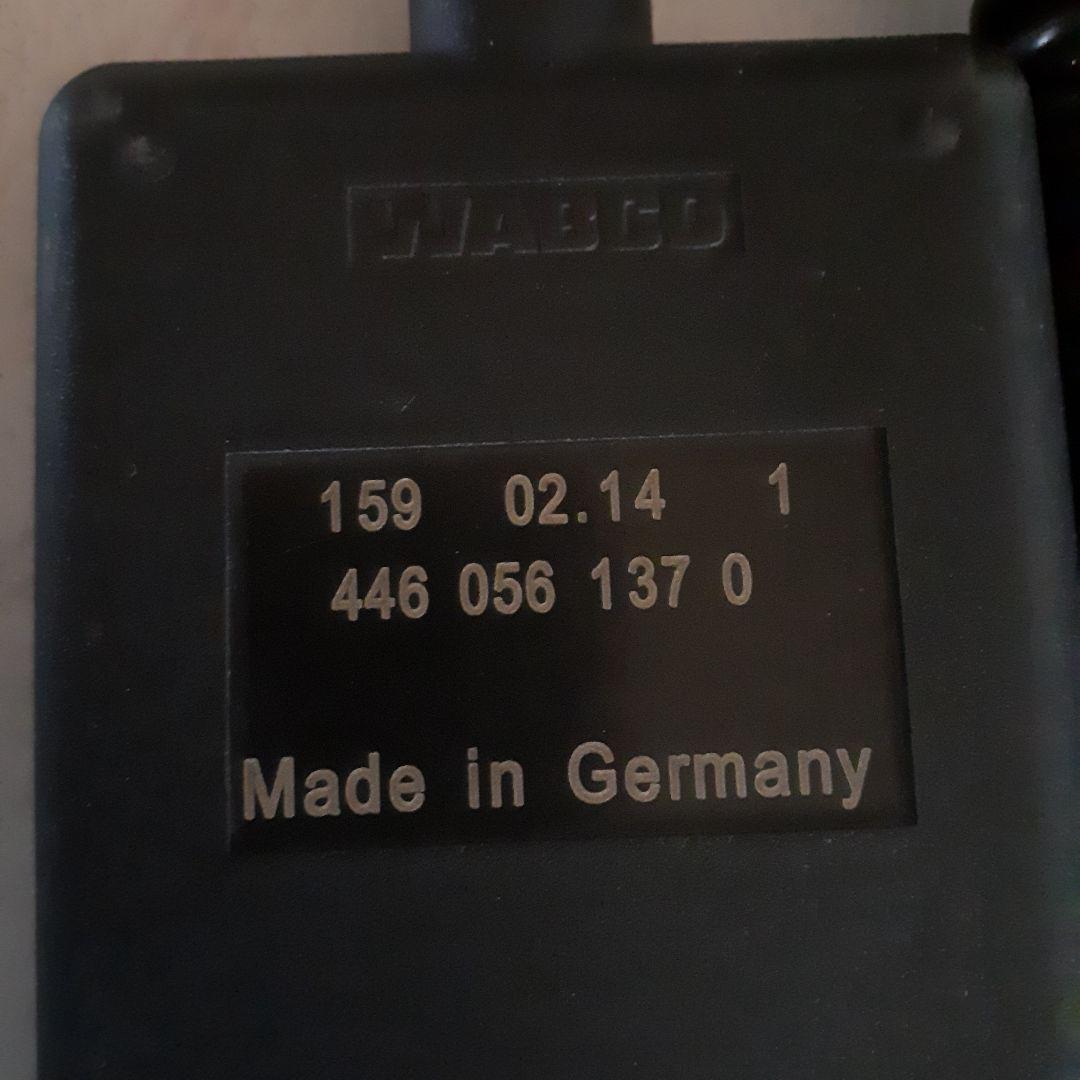 WABCO
159 02.14 1
446 056 137 0
Made in Germany